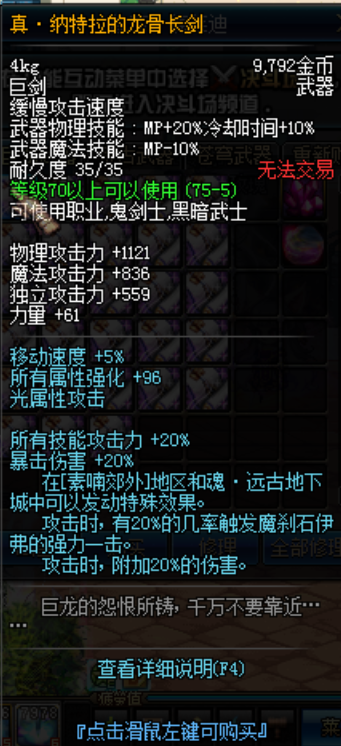 真·纳特拉的龙骨长剑
4kg 9,792金币
巨剑 武器
缓慢攻击速度
武器物理技能：MP+20%冷却时间+10%
武器魔法技能：MP-10%
耐久度 35/35 无法交易
等级70以上可以使用 (75-5)
可使用职业,鬼剑士,黑暗武士
物理攻击力 +1121
魔法攻击力 +836
独立攻击力 +559
力量 +61
移动速度 +5%
所有属性强化 +96
光属性攻击
所有技能攻击力 +20%
暴击伤害 +20%
在[素喃郊外]地区和魂·远古地下
城中可以发动特殊效果。
攻击时, 有20%的几率触发魔刹石伊
弗的强力一击。
攻击时, 附加20%的伤害。
修理 全部修理
巨龙的怨恨所铸, 千万不要靠近…
…
查看详细说明(F4)
7978
『点击滑鼠左键可购买』